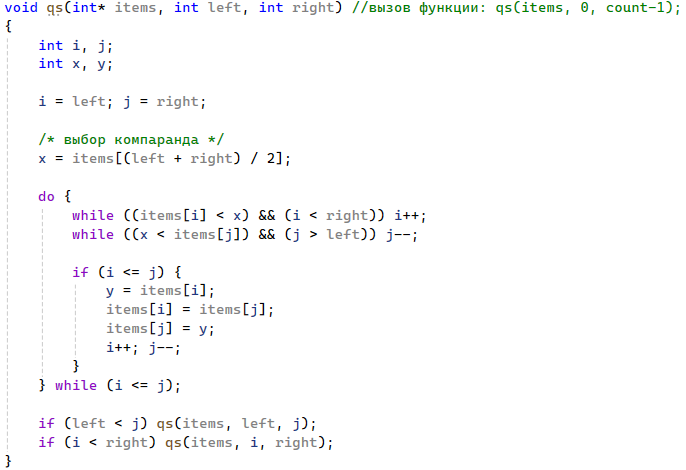 void qs(int* items, int left, int right) //вызов функции: qs(items, 0, count-1);
{
int i, j;
int x, y;
i = left; j = right;
/* выбор компаранда */
x = items[(left + right) / 2];
do {
while ((items[i] < x) && (i < right)) i++;
while ((x < items[j]) && (j > left)) j--;
if (i <= j) {
y = items[i];
items[i] = items[j];
items[j] = y;
i++; j--;
}
} while (i <= j);
if (left < j) qs(items, left, j);
if (i < right) qs(items, i, right);
}